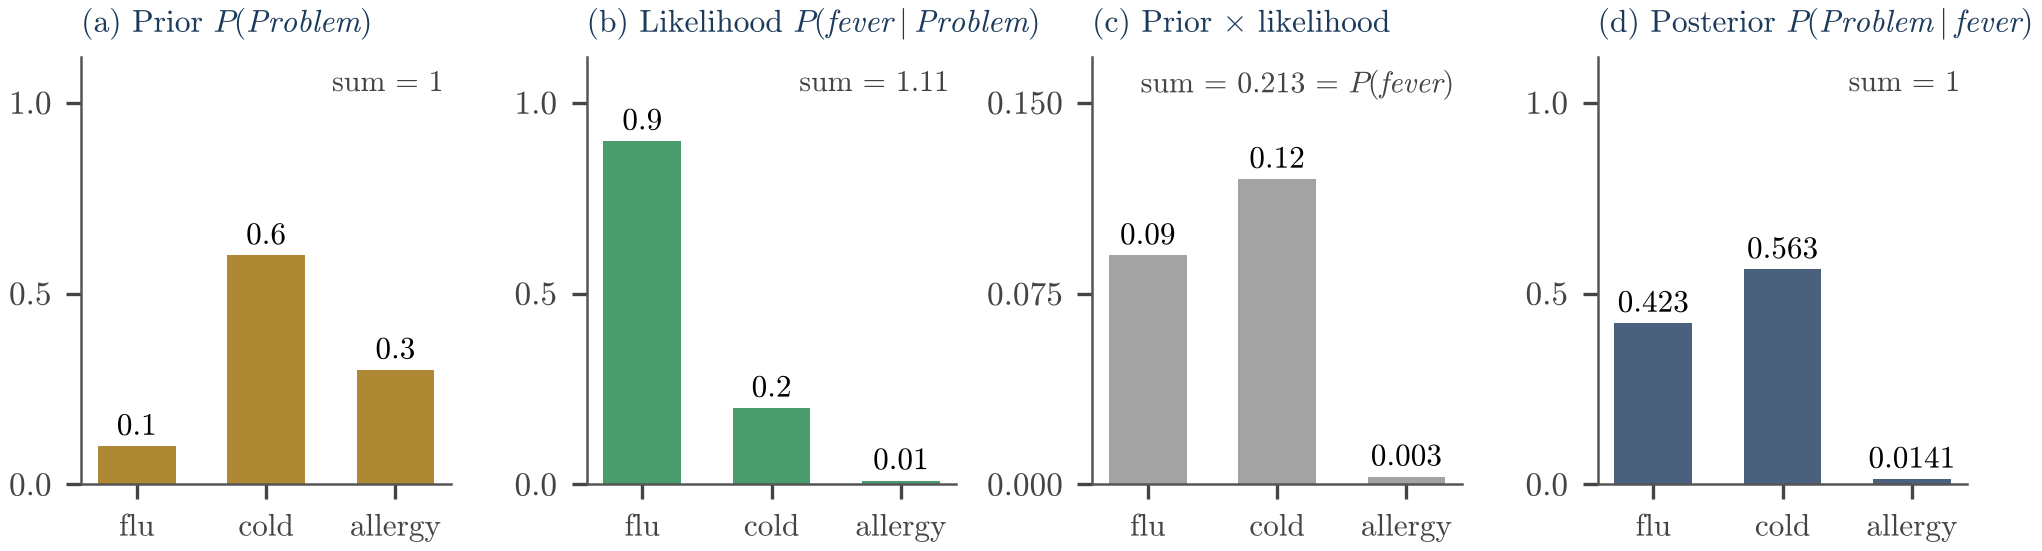 (a) Prior P(Problem)
sum = 1
1.0
0.5
0.0
0.1
0.6
0.3
flu
cold
allergy
(b) Likelihood P(fever | Problem)
sum = 1.11
1.0
0.5
0.0
0.9
0.2
0.01
flu
cold
allergy
(c) Prior × likelihood
sum = 0.213 = P(fever)
0.150
0.075
0.000
0.09
0.12
0.003
flu
cold
allergy
(d) Posterior P(Problem | fever)
sum = 1
1.0
0.5
0.0
0.423
0.563
0.0141
flu
cold
allergy